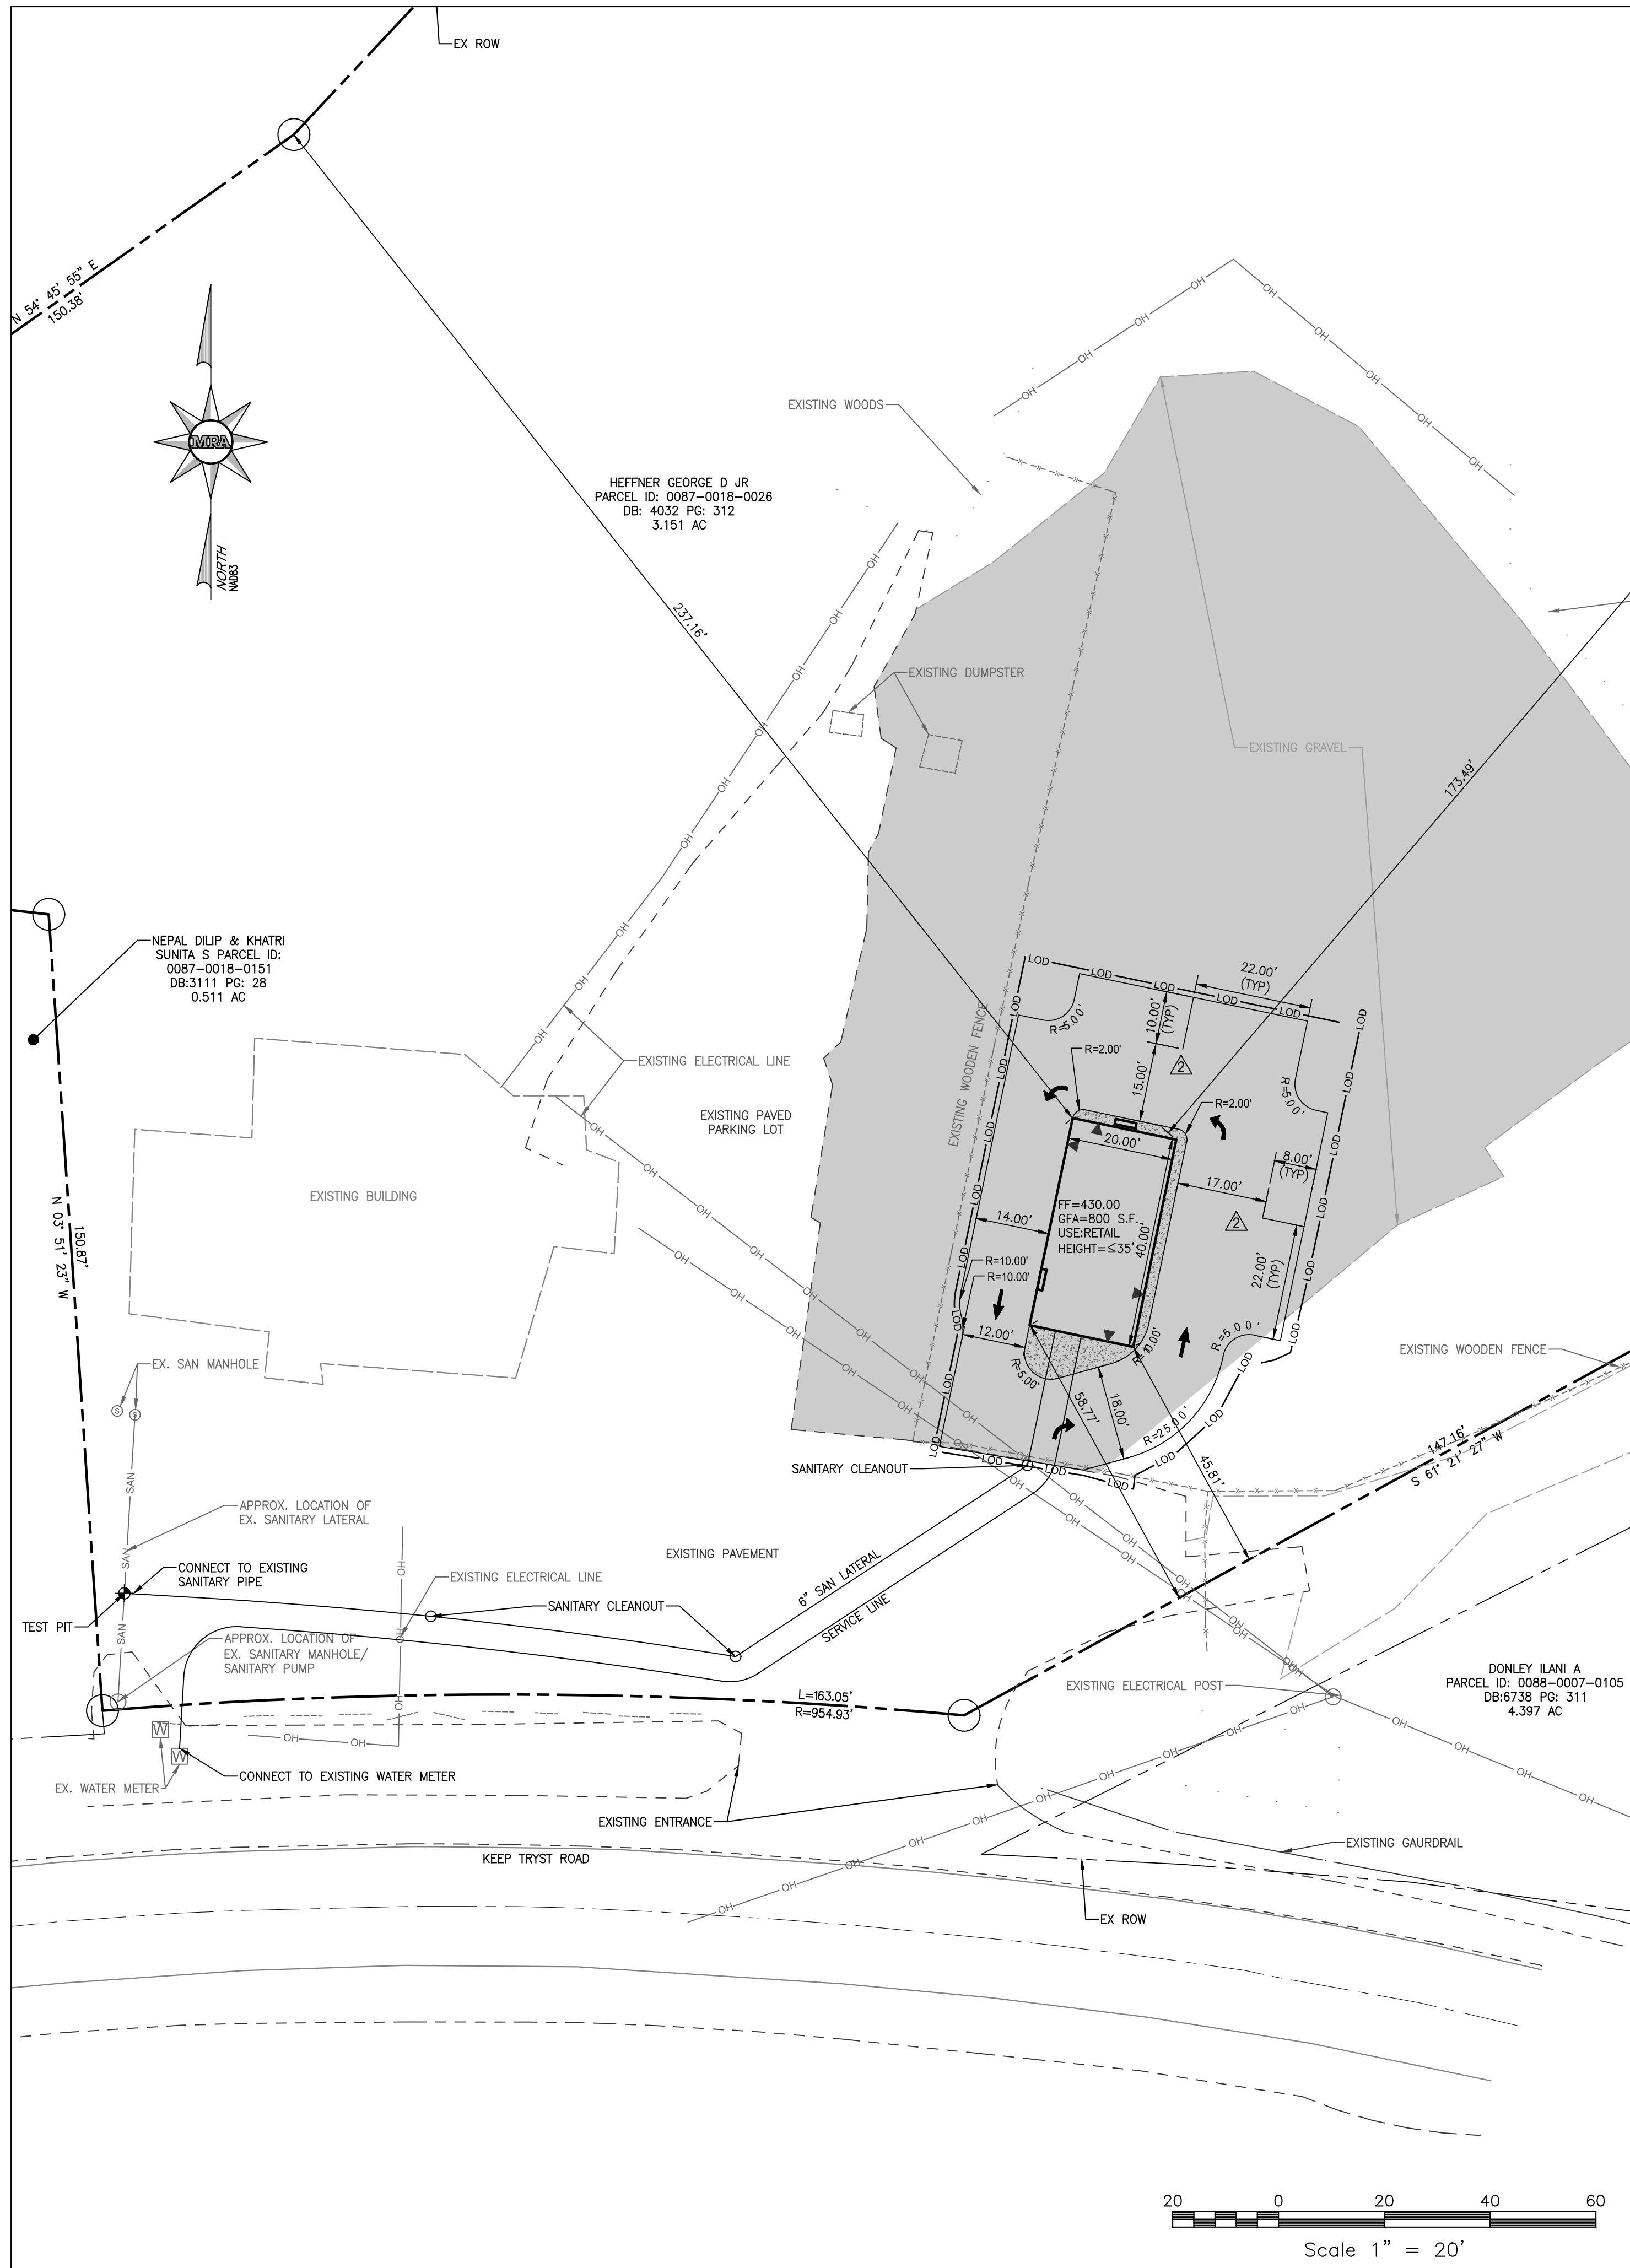 EX ROW
N 54° 45' 55" E
150.38'
MRA
NORTH
NAD83
EXISTING WOODS
HEFFNER GEORGE D JR
PARCEL ID: 0087-0018-0026
DB: 4032 PG: 312
3.151 AC
237.16'
EXISTING DUMPSTER
EXISTING GRAVEL
173.49'
NEPAL DILIP & KHATRI
SUNITA S PARCEL ID:
0087-0018-0151
DB:3111 PG: 28
0.511 AC
EXISTING WOODEN FENCE
22.00'
(TYP)
10.00'
(TYP)
R=5.00'
R=2.00'
15.00'
2
R=5.00'
R=2.00'
EXISTING ELECTRICAL LINE
EXISTING PAVED
PARKING LOT
20.00'
8.00'
(TYP)
17.00'
2
EXISTING BUILDING
FF=430.00
GFA=800 S.F.
USE:RETAIL
HEIGHT=≤35'
40.00'
14.00'
R=10.00'
R=10.00'
22.00'
(TYP)
12.00'
R=5.00'
R=10.00'
R=5.00'
N 03° 51' 23" W
150.87'
EX. SAN MANHOLE
S
S
EXISTING WOODEN FENCE
58.77'
18.00'
R=25.00'
45.81'
147.16'
S 61° 21' 27" W
SANITARY CLEANOUT
LOD
OH
SAN
APPROX. LOCATION OF
EX. SANITARY LATERAL
CONNECT TO EXISTING
SANITARY PIPE
EXISTING PAVEMENT
EXISTING ELECTRICAL LINE
6" SAN LATERAL
SERVICE LINE
SANITARY CLEANOUT
TEST PIT
APPROX. LOCATION OF
EX. SANITARY MANHOLE/
SANITARY PUMP
L=163.05'
R=954.93'
EXISTING ELECTRICAL POST
DONLEY ILANI A
PARCEL ID: 0088-0007-0105
DB:6738 PG: 311
4.397 AC
W
W
EX. WATER METER
CONNECT TO EXISTING WATER METER
EXISTING ENTRANCE
EXISTING GAURDRAIL
KEEP TRYST ROAD
EX ROW
20 0 20 40 60
Scale 1" = 20'